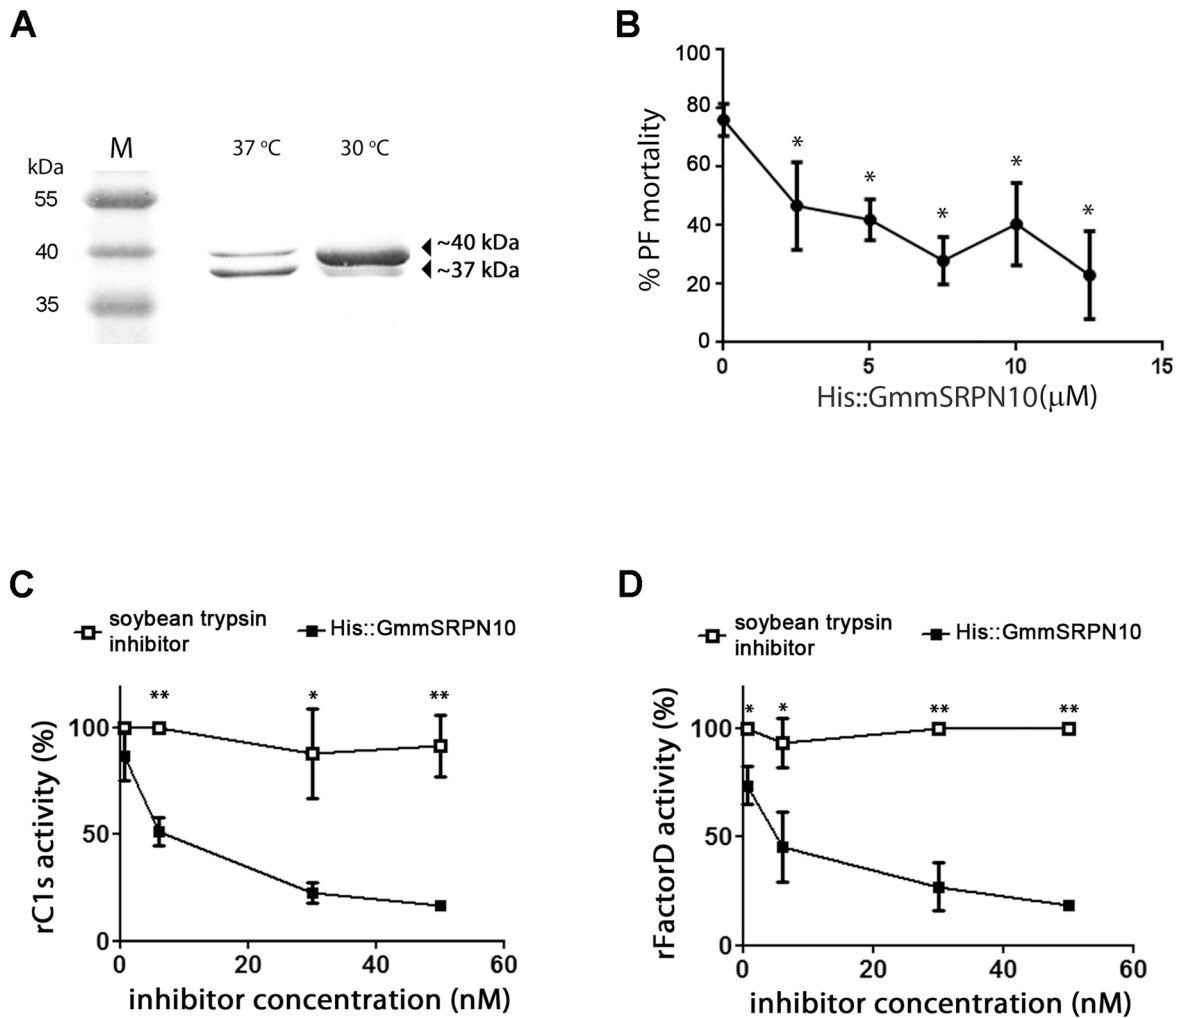 A
M
37 ºC
30 ºC
kDa
55
40
35
~40 kDa
~37 kDa
B
100
80
60
40
20
0
% PF mortality
*
*
*
*
*
0
5
10
15
His::GmmSRPN10(μM)
C
soybean trypsin
inhibitor
His::GmmSRPN10
**
*
**
100
50
0
rC1s activity (%)
0
20
40
60
inhibitor concentration (nM)
D
soybean trypsin
inhibitor
His::GmmSRPN10
*
*
**
**
100
50
0
rFactorD activity (%)
0
20
40
60
inhibitor concentration (nM)